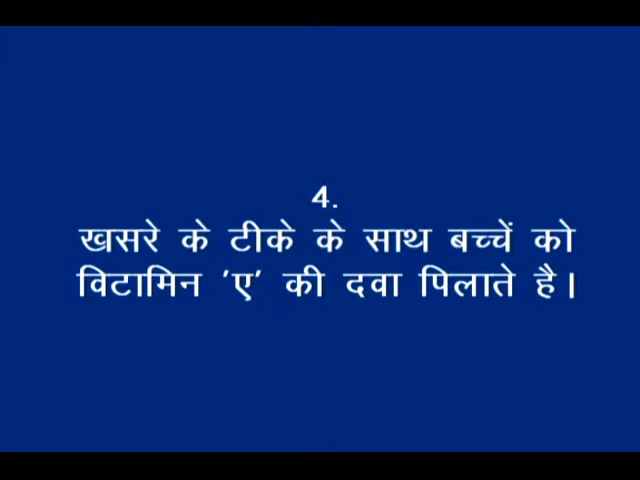 4.
खसरे के टीके के साथ बच्चें को
विटामिन 'ए' की दवा पिलाते है।